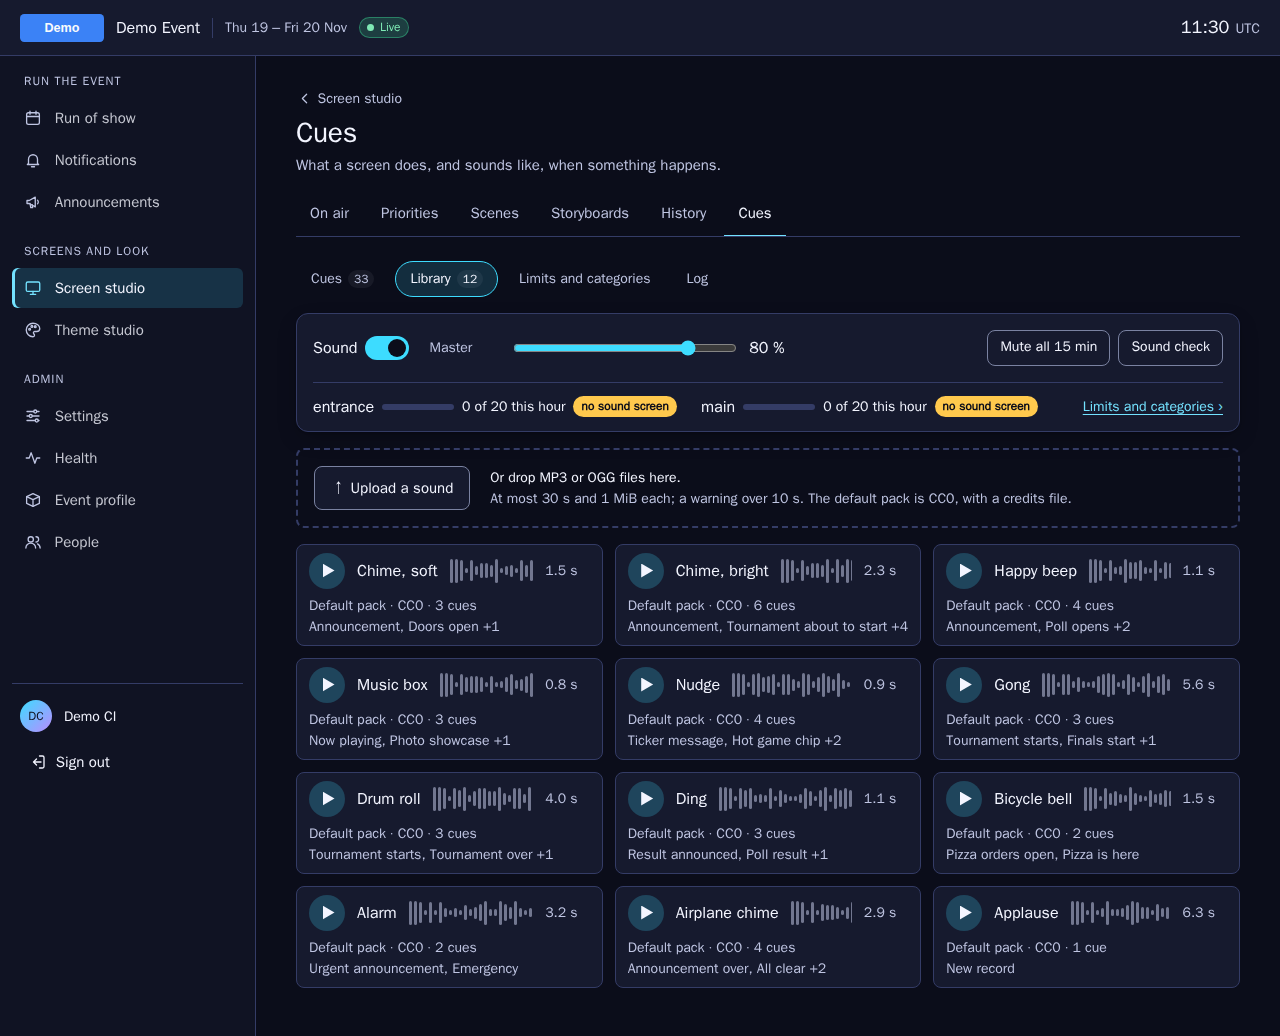 Demo
Demo Event
Thu 19 – Fri 20 Nov
Live
11:30 UTC
RUN THE EVENT
Run of show
Notifications
Announcements
SCREENS AND LOOK
Screen studio
Theme studio
ADMIN
Settings
Health
Event profile
People
DC
Demo CI
Sign out
Screen studio
Cues
What a screen does, and sounds like, when something happens.
On air
Priorities
Scenes
Storyboards
History
Cues
Cues 33
Library 12
Limits and categories
Log
Sound
Master
80 %
Mute all 15 min
Sound check
entrance
0 of 20 this hour
no sound screen
main
0 of 20 this hour
no sound screen
Limits and categories ›
↑ Upload a sound
Or drop MP3 or OGG files here.
At most 30 s and 1 MiB each; a warning over 10 s. The default pack is CC0, with a credits file.
Chime, soft 1.5 s
Default pack · CC0 · 3 cues
Announcement, Doors open +1
Chime, bright 2.3 s
Default pack · CC0 · 6 cues
Announcement, Tournament about to start +4
Happy beep 1.1 s
Default pack · CC0 · 4 cues
Announcement, Poll opens +2
Music box 0.8 s
Default pack · CC0 · 3 cues
Now playing, Photo showcase +1
Nudge 0.9 s
Default pack · CC0 · 4 cues
Ticker message, Hot game chip +2
Gong 5.6 s
Default pack · CC0 · 3 cues
Tournament starts, Finals start +1
Drum roll 4.0 s
Default pack · CC0 · 3 cues
Tournament starts, Tournament over +1
Ding 1.1 s
Default pack · CC0 · 3 cues
Result announced, Poll result +1
Bicycle bell 1.5 s
Default pack · CC0 · 2 cues
Pizza orders open, Pizza is here
Alarm 3.2 s
Default pack · CC0 · 2 cues
Urgent announcement, Emergency
Airplane chime 2.9 s
Default pack · CC0 · 4 cues
Announcement over, All clear +2
Applause 6.3 s
Default pack · CC0 · 1 cue
New record